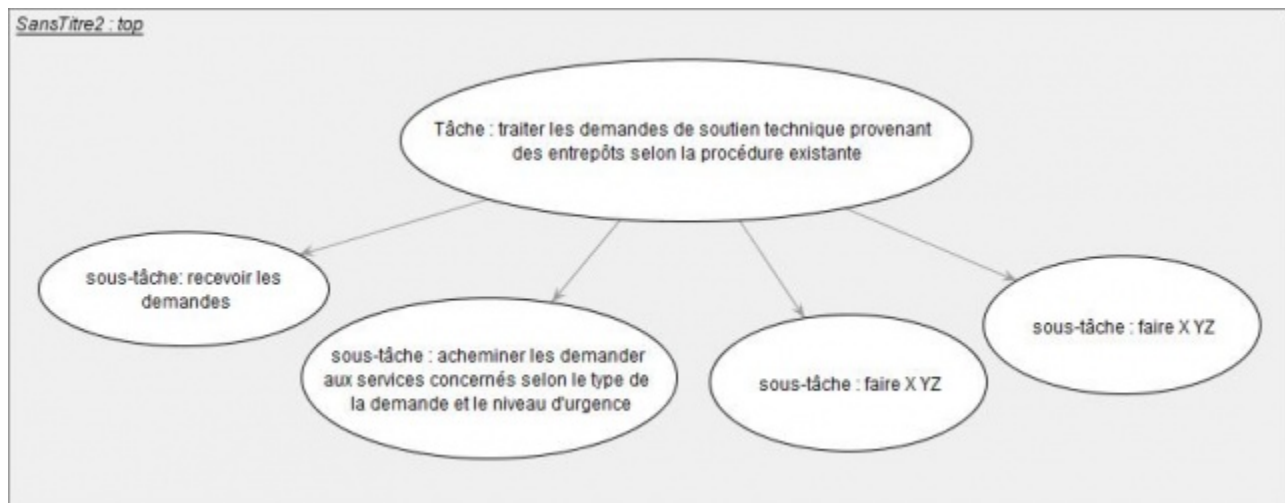 SansTitre2 : top
Tâche : traiter les demandes de soutien technique provenant
des entrepôts selon la procédure existante
sous-tâche: recevoir les
demandes
sous-tâche : acheminer les demander
aux services concernés selon le type de
la demande et le niveau d'urgence
sous-tâche : faire X YZ
sous-tâche : faire X YZ